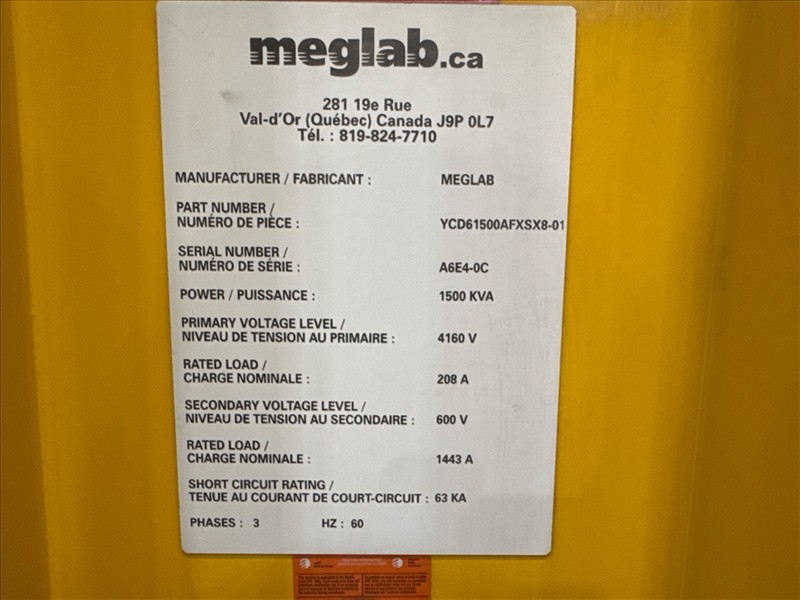 meglab.ca
281 19e Rue
Val-d'Or (Québec) Canada J9P 0L7
Tél. : 819-824-7710
MANUFACTURER / FABRICANT : MEGLAB
PART NUMBER /
NUMÉRO DE PIÈCE : YCD61500AFXSX8-01
SERIAL NUMBER /
NUMÉRO DE SÉRIE : A6E4-0C
POWER / PUISSANCE : 1500 KVA
PRIMARY VOLTAGE LEVEL /
NIVEAU DE TENSION AU PRIMAIRE : 4160 V
RATED LOAD /
CHARGE NOMINALE : 208 A
SECONDARY VOLTAGE LEVEL /
NIVEAU DE TENSION AU SECONDAIRE : 600 V
RATED LOAD /
CHARGE NOMINALE : 1443 A
SHORT CIRCUIT RATING /
TENUE AU COURANT DE COURT-CIRCUIT : 63 KA
PHASES : 3 HZ : 60